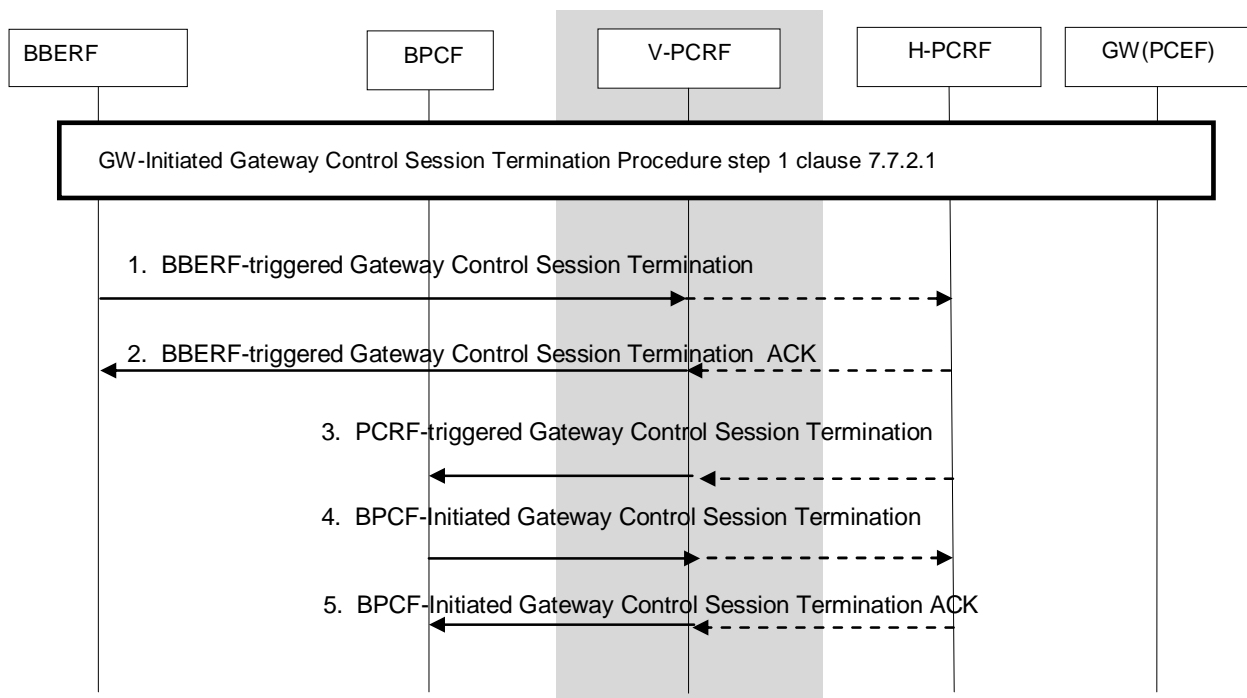 BBERF
BPCF
V-PCRF
H-PCRF
GW(PCEF)
GW-Initiated Gateway Control Session Termination Procedure step 1 clause 7.7.2.1
1. BBERF-triggered Gateway Control Session Termination
2. BBERF-triggered Gateway Control Session Termination ACK
3. PCRF-triggered Gateway Control Session Termination
4. BPCF-Initiated Gateway Control Session Termination
5. BPCF-Initiated Gateway Control Session Termination ACK